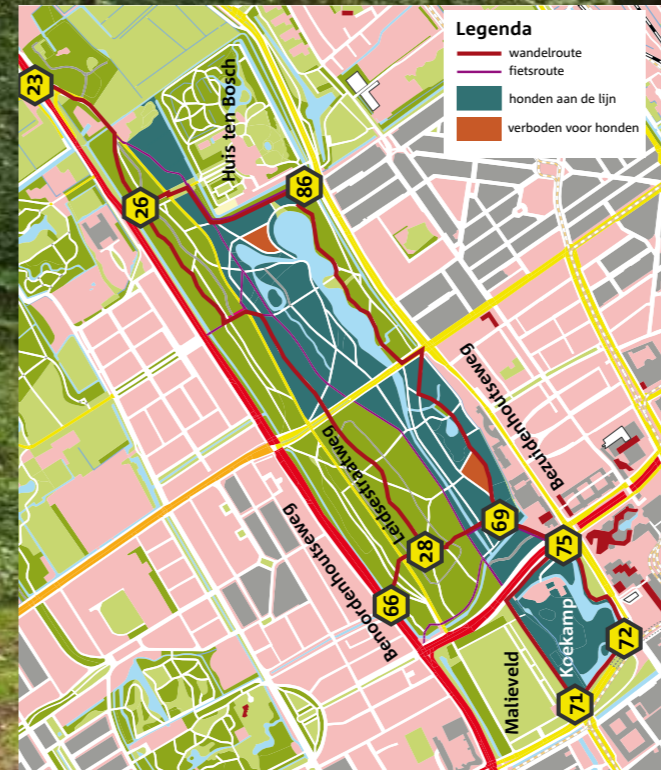 Legenda
wandelroute
fietsroute
honden aan de lijn
verboden voor honden
23
Huis ten Bosch
26
86
Bezuidenhoutseweg
Leidsestraatweg
Benoordenhoutseweg
69
28
75
66
Koekamp
72
Malieveld
71